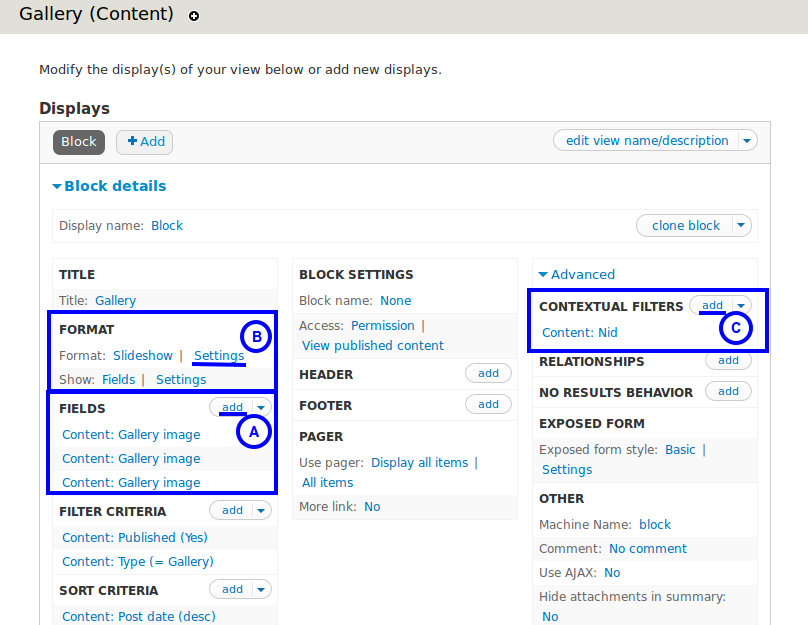 Gallery (Content)
Modify the display(s) of your view below or add new displays.
Displays
Block
Add
edit view name/description
Block details
Display name: Block
clone block
TITLE
Title: Gallery
FORMAT
B
Format: Slideshow | Settings
Show: Fields | Settings
FIELDS
add
A
Content: Gallery image
Content: Gallery image
Content: Gallery image
FILTER CRITERIA
add
Content: Published (Yes)
Content: Type (= Gallery)
SORT CRITERIA
add
Content: Post date (desc)
BLOCK SETTINGS
Block name: None
Access: Permission |
View published content
HEADER
add
FOOTER
add
PAGER
Use pager: Display all items |
All items
More link: No
Advanced
CONTEXTUAL FILTERS
add
C
Content: Nid
RELATIONSHIPS
add
NO RESULTS BEHAVIOR
add
EXPOSED FORM
Exposed form style: Basic |
Settings
OTHER
Machine Name: block
Comment: No comment
Use AJAX: No
Hide attachments in summary:
No